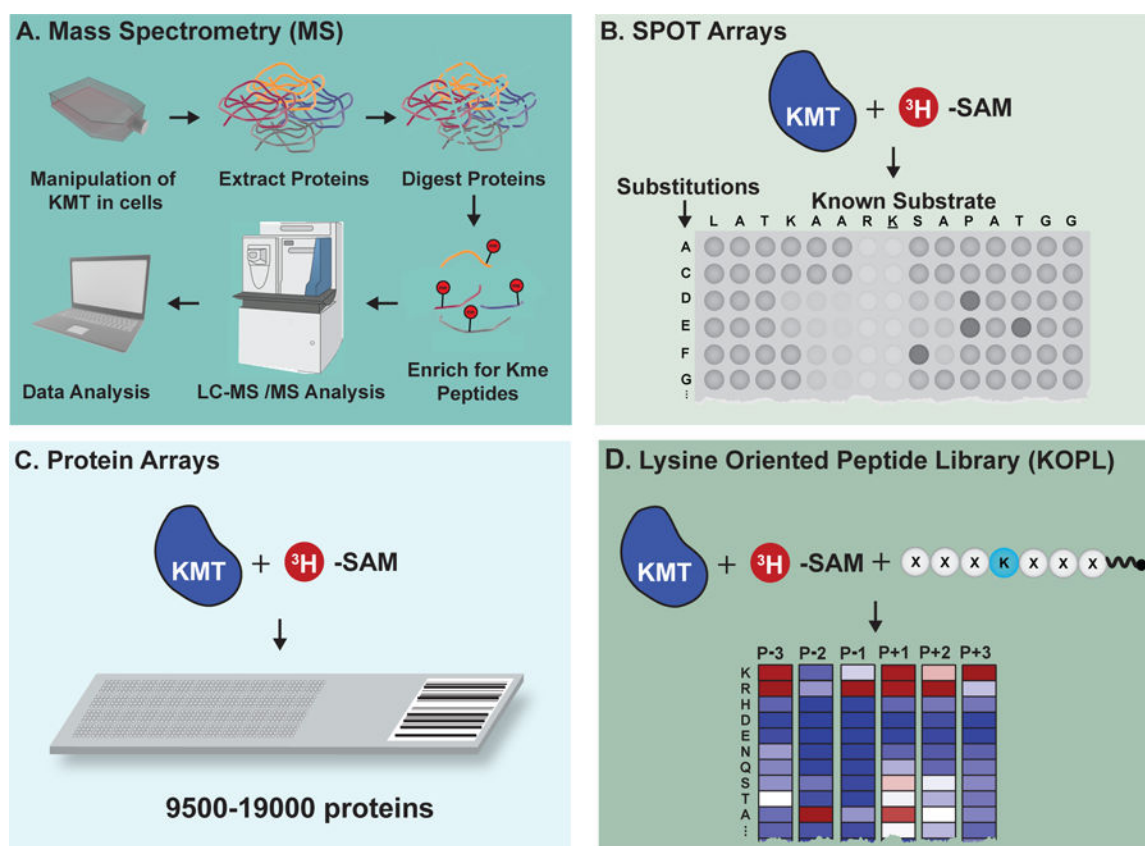 A. Mass Spectrometry (MS)
Manipulation of
KMT in cells
Extract Proteins
Digest Proteins
Enrich for Kme
Peptides
LC-MS /MS Analysis
Data Analysis
B. SPOT Arrays
KMT + ³H -SAM
Substitutions
Known Substrate
L A T K A A R K S A P A T G G
A
C
D
E
F
G
⋮
C. Protein Arrays
KMT + ³H -SAM
9500-19000 proteins
D. Lysine Oriented Peptide Library (KOPL)
KMT + ³H -SAM + X X X K X X X
P-3 P-2 P-1 P+1 P+2 P+3
K
R
H
D
E
N
Q
S
T
A
⋮